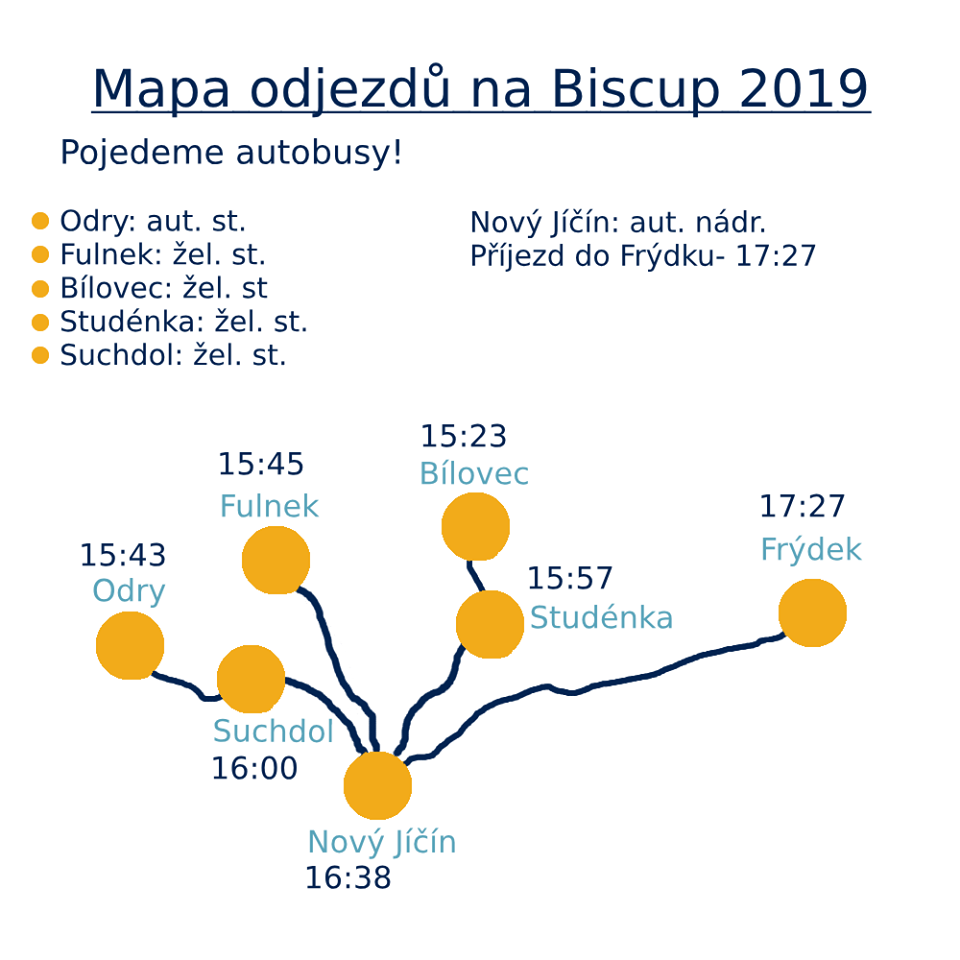 Mapa odjezdů na Biscup 2019
Pojedeme autobusy!
Odry: aut. st.
Fulnek: žel. st.
Bílovec: žel. st
Studénka: žel. st.
Suchdol: žel. st.
Nový Jíčín: aut. nádr.
Příjezd do Frýdku- 17:27
15:23
Bílovec
15:45
Fulnek
17:27
Frýdek
15:43
Odry
15:57
Studénka
Suchdol
16:00
Nový Jíčín
16:38